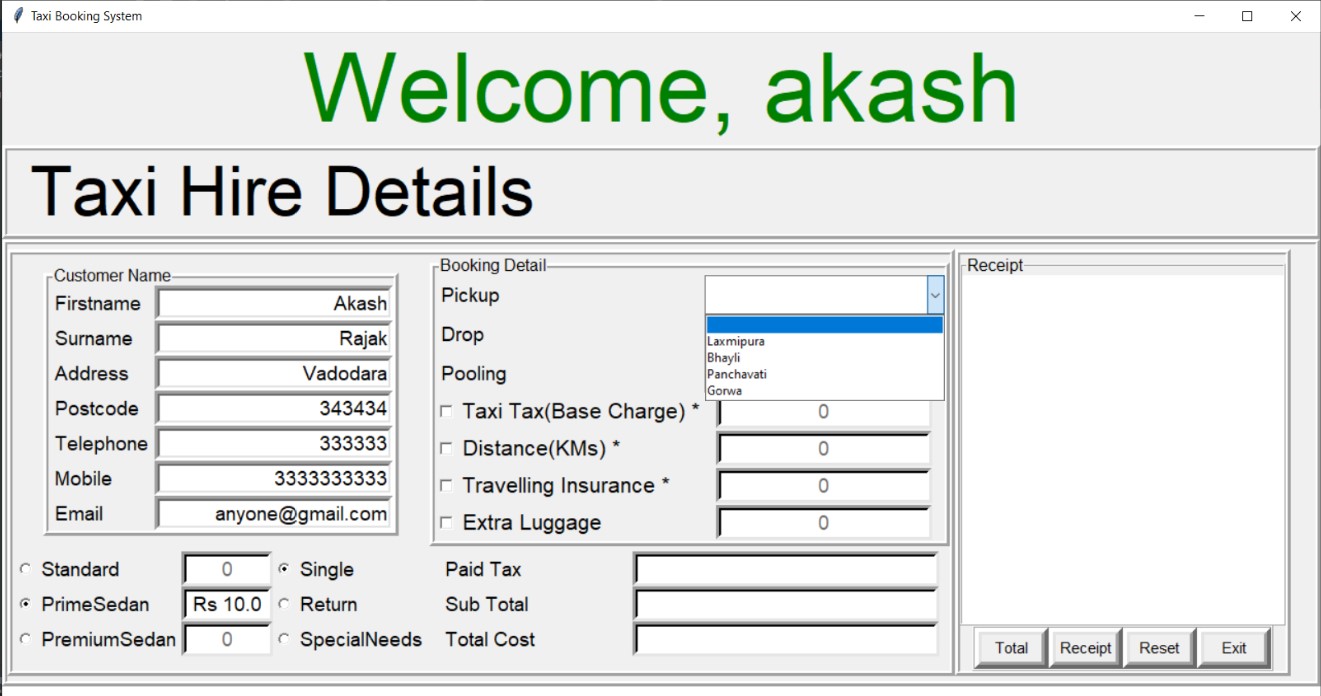 Taxi Booking System
Welcome, akash
Taxi Hire Details
Customer Name
Firstname Akash
Surname Rajak
Address Vadodara
Postcode 343434
Telephone 333333
Mobile 3333333333
Email anyone@gmail.com
Booking Detail
Pickup
Laxmipura
Bhayli
Panchavati
Gorwa
Drop
Pooling
Taxi Tax(Base Charge) * 0
Distance(KMs) * 0
Travelling Insurance * 0
Extra Luggage 0
Standard 0 Single
PrimeSedan Rs 10.0 Return
PremiumSedan 0 SpecialNeeds
Paid Tax
Sub Total
Total Cost
Receipt
Total Receipt Reset Exit